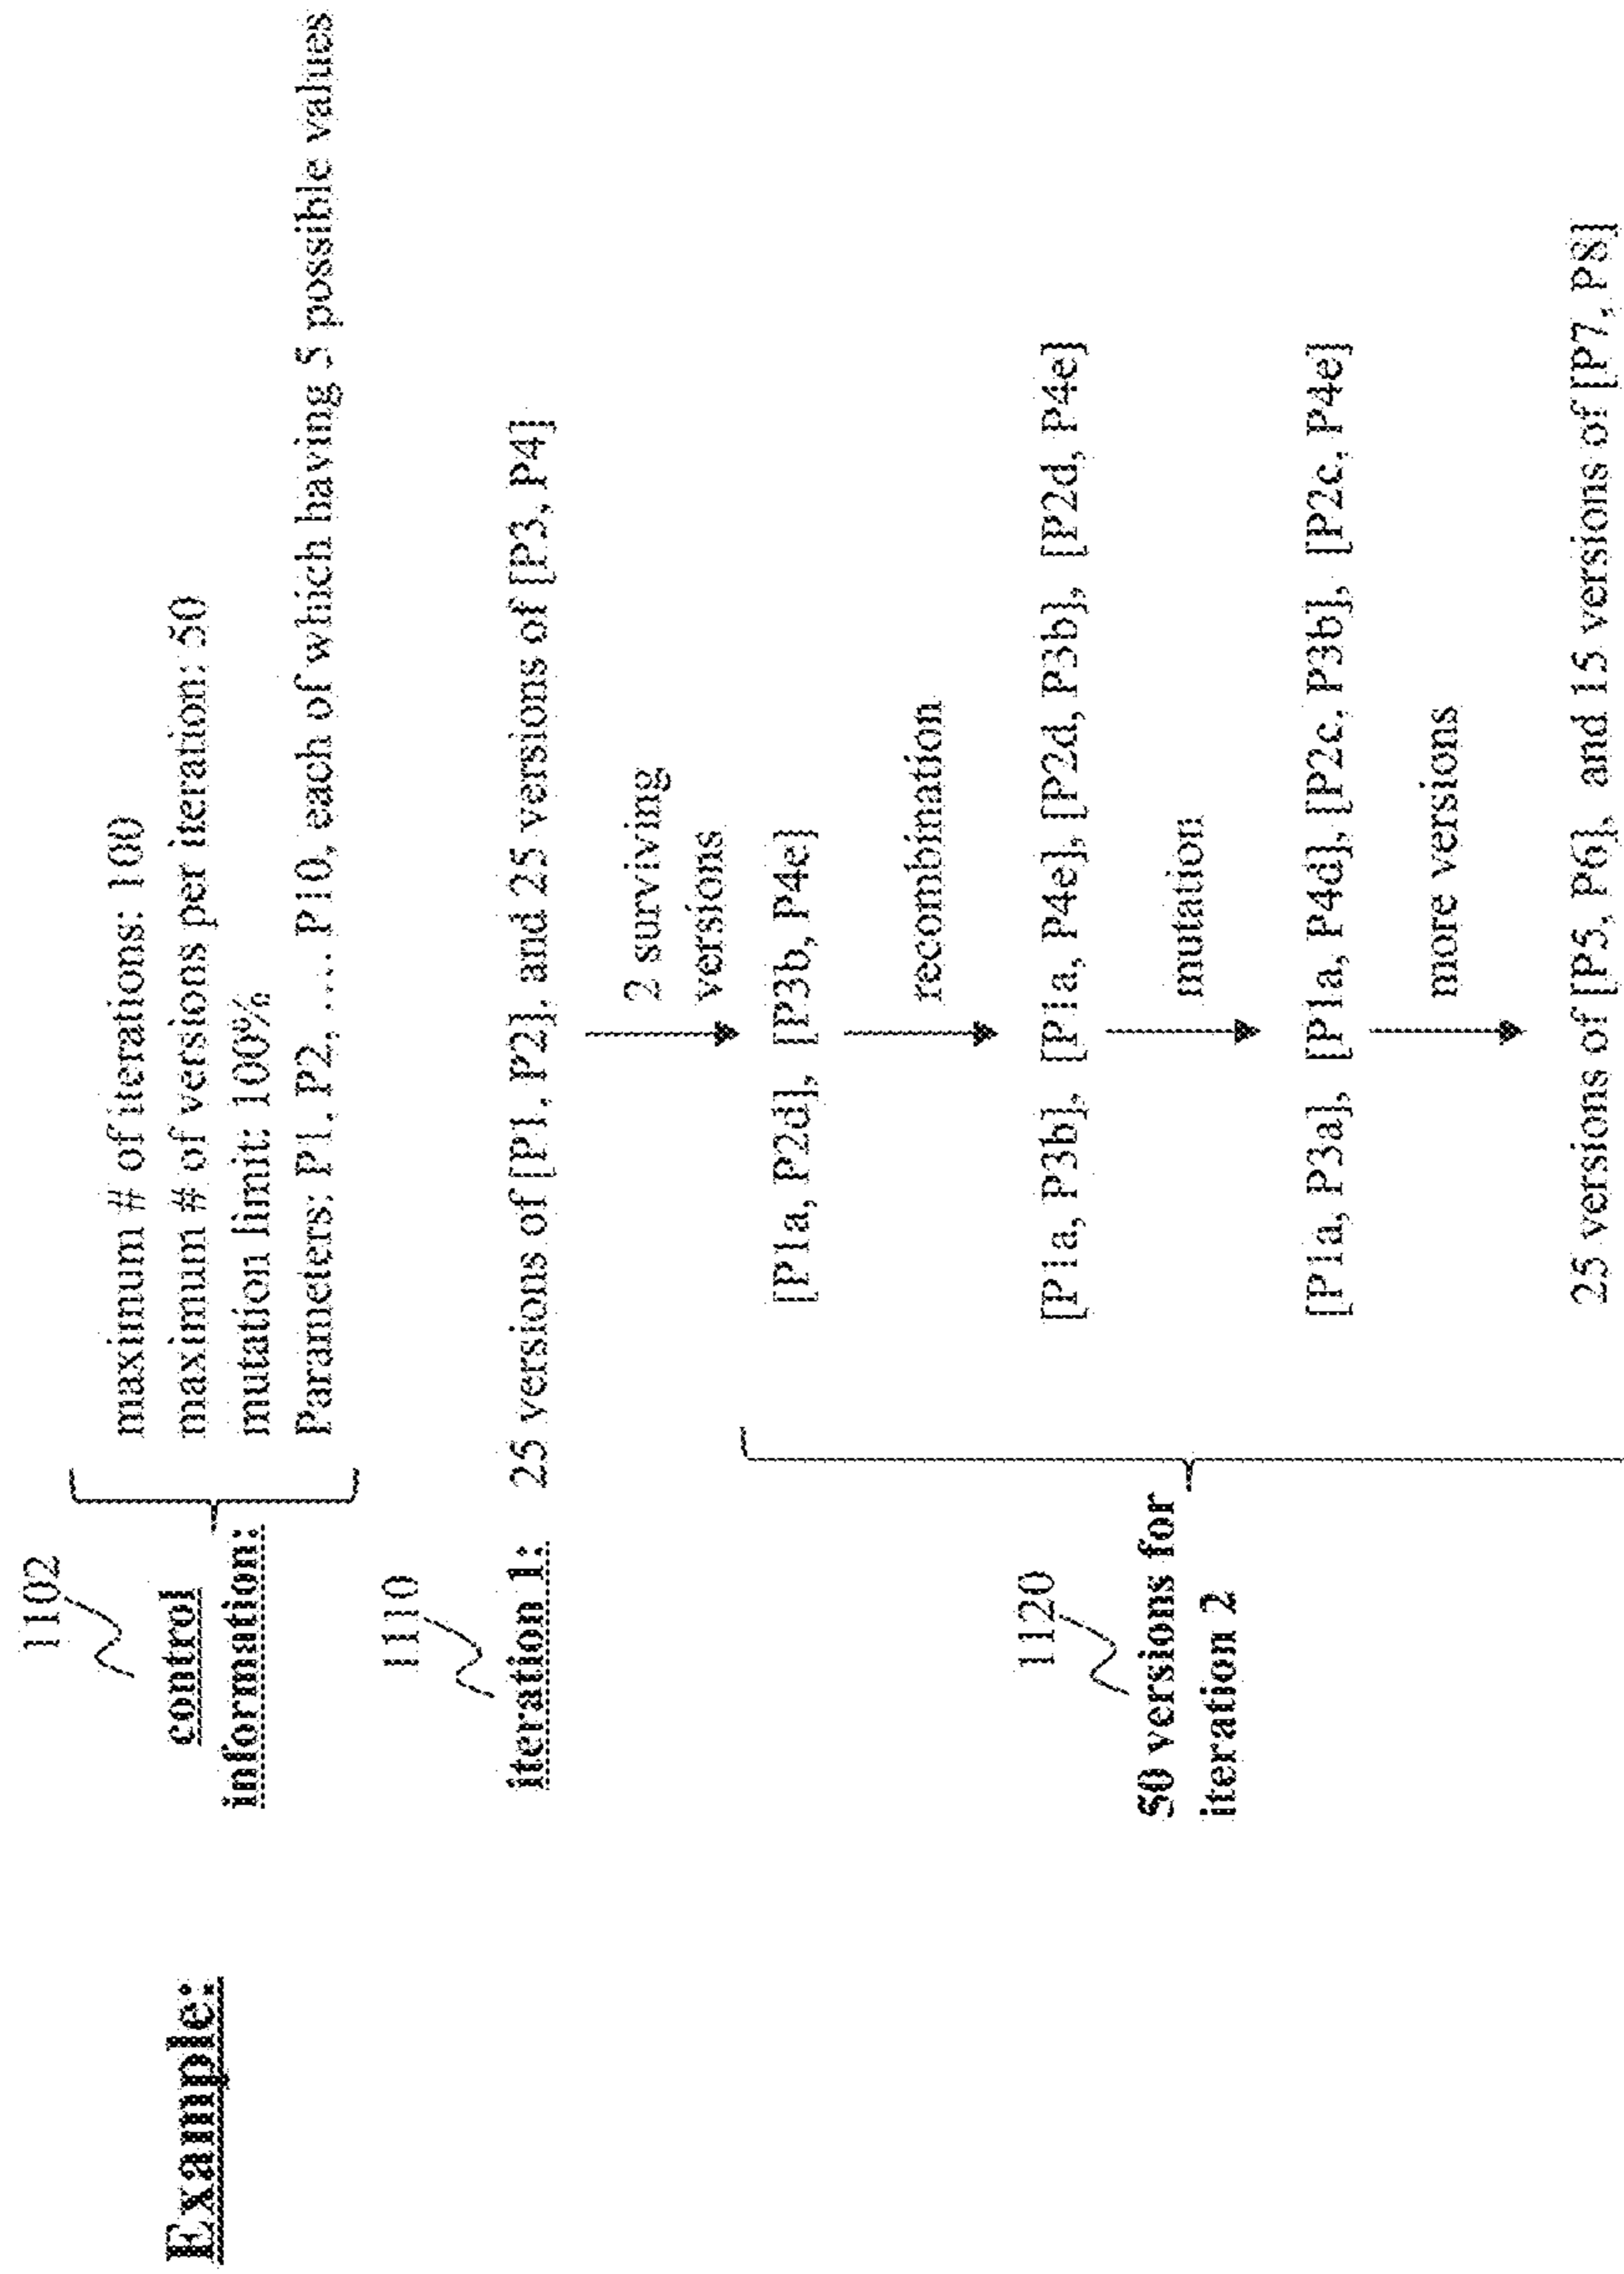 Example:
1102
control
information:
maximum # of iterations: 100
maximum # of versions per iteration: 50
mutation limit: 100%
Parameters: P1, P2, .... P10, each of which having 5 possible values
1110
iteration 1:
25 versions of [P1, P2], and 25 versions of [P3, P4]
2 surviving
versions
[P1a, P2d], [P3b, P4e]
recombination
1120
50 versions for
iteration 2
[P1a, P3b], [P1a, P4e], [P2d, P3b], [P2d, P4e]
mutation
[P1a, P3a], [P1a, P4d], [P2c, P3b], [P2c, P4e]
more versions
25 versions of [P5, P6], and 15 versions of [P7, P8]